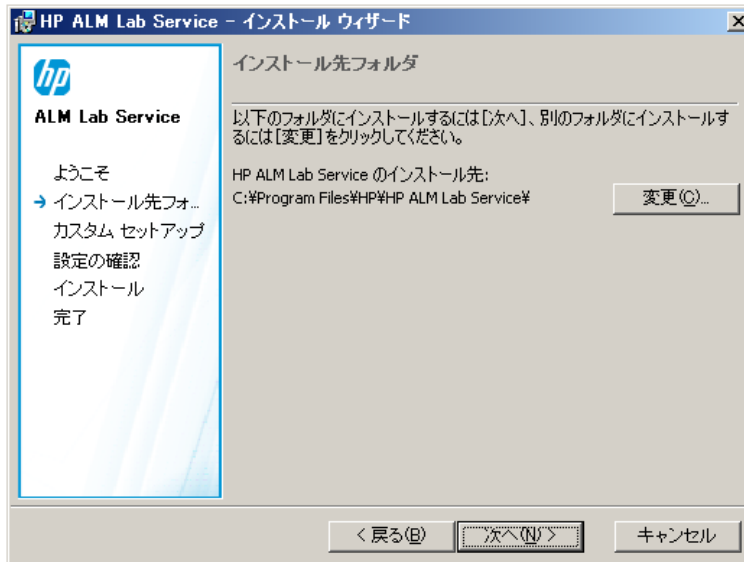 HP ALM Lab Service - インストール ウィザード
hp
ALM Lab Service
ようこそ
インストール先フォ...
カスタム セットアップ
設定の確認
インストール
完了
インストール先フォルダ
以下のフォルダにインストールするには[次へ]、別のフォルダにインストールす
るには[変更]をクリックしてください。
HP ALM Lab Service のインストール先:
C:¥Program Files¥HP¥HP ALM Lab Service¥
変更(C)...
< 戻る(B)
次へ(N) >
キャンセル